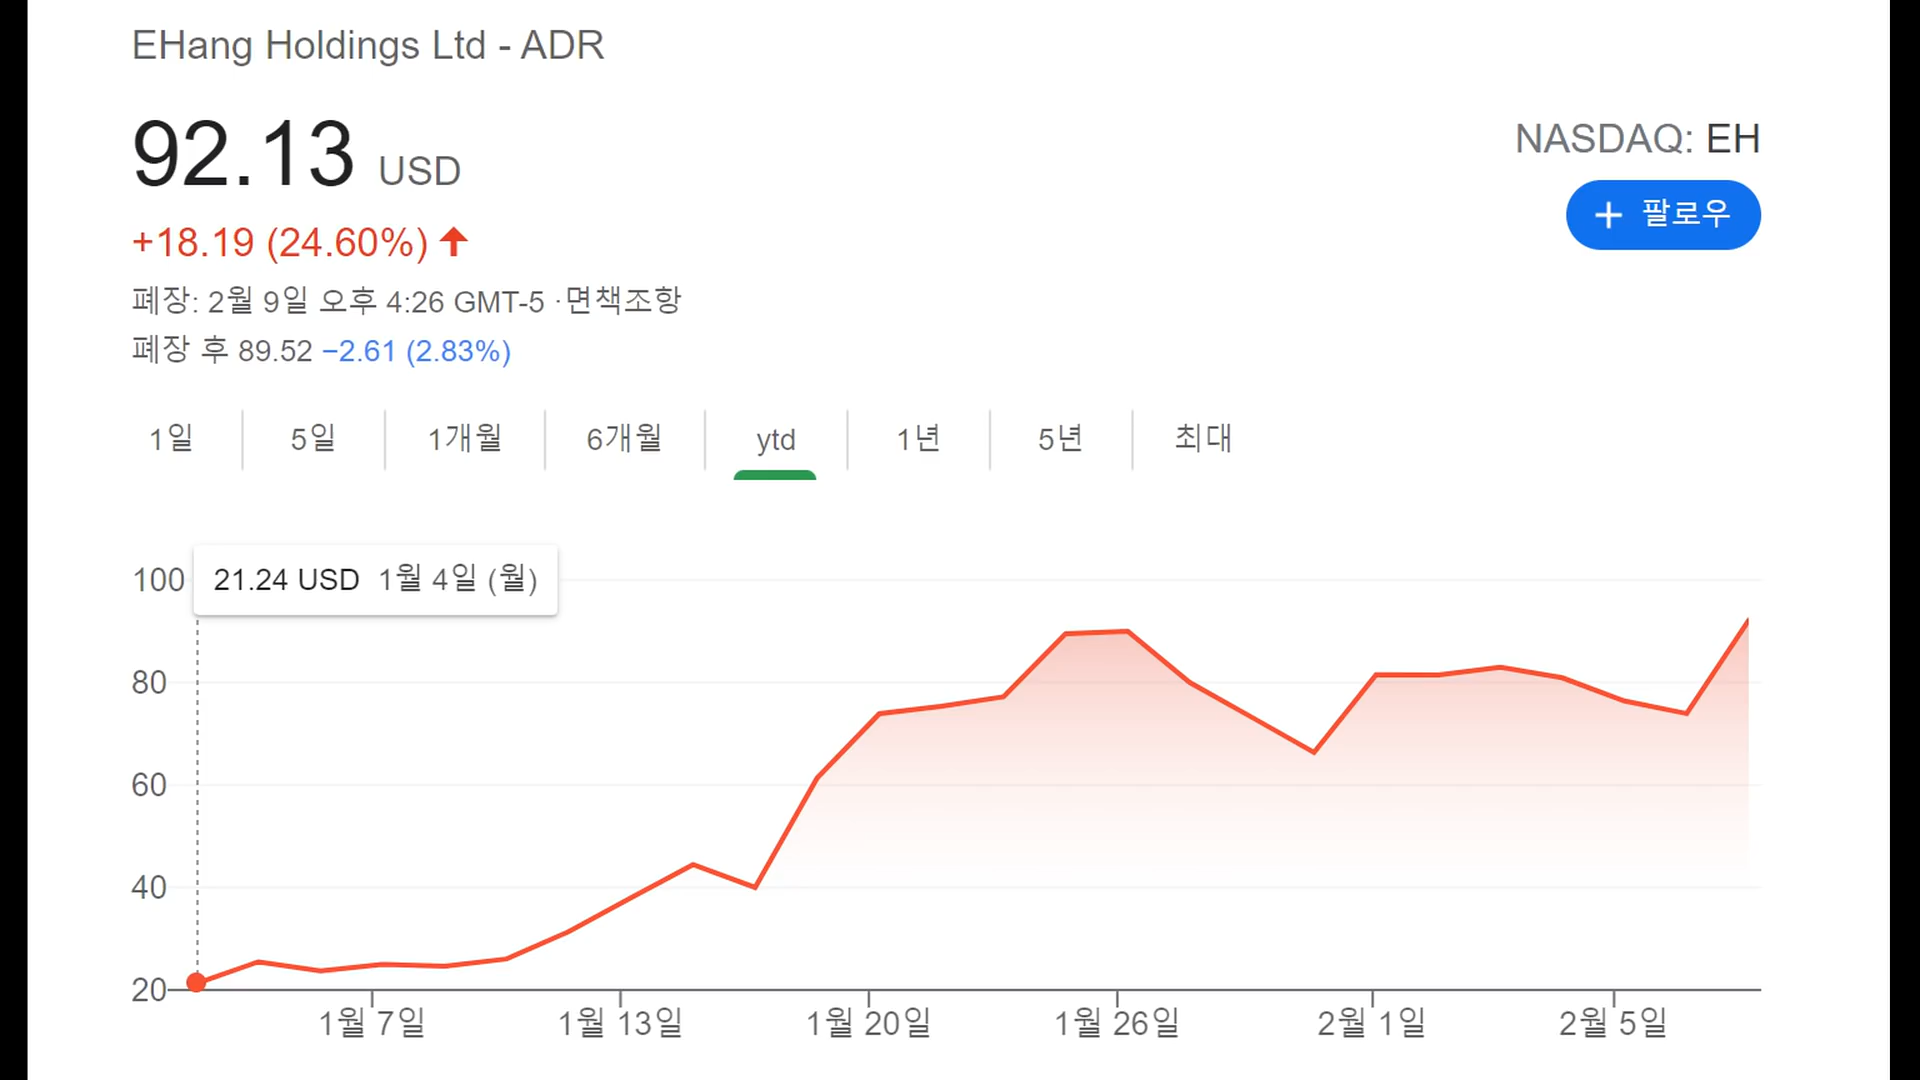 EHang Holdings Ltd - ADR
92.13 USD
NASDAQ: EH
+ 팔로우
+18.19 (24.60%)
폐장: 2월 9일 오후 4:26 GMT-5 ·면책조항
폐장 후 89.52 −2.61 (2.83%)
1일 5일 1개월 6개월 ytd 1년 5년 최대
21.24 USD 1월 4일 (월)
100
80
60
40
20
1월 7일 1월 13일 1월 20일 1월 26일 2월 1일 2월 5일